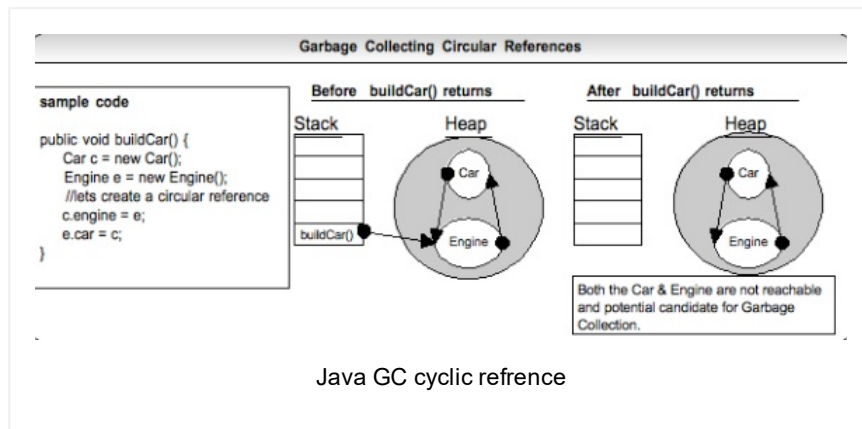 Garbage Collecting Circular References
sample code
public void buildCar() {
Car c = new Car();
Engine e = new Engine();
//lets create a circular reference
c.engine = e;
e.car = c;
}
Before buildCar() returns
Stack
Heap
Car
Engine
buildCar()
After buildCar() returns
Stack
Heap
Car
Engine
Both the Car & Engine are not reachable
and potential candidate for Garbage
Collection.
Java GC cyclic refrence